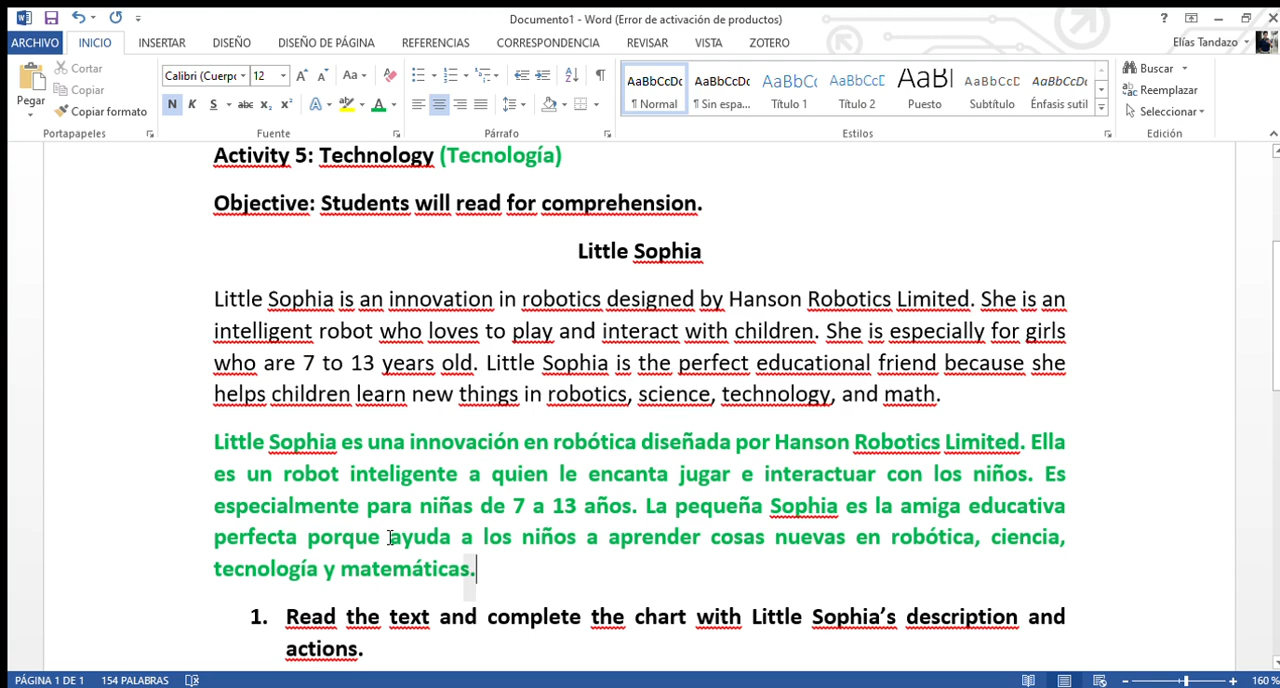 Documento1 - Word (Error de activación de productos)
ARCHIVO INICIO INSERTAR DISEÑO DISEÑO DE PÁGINA REFERENCIAS CORRESPONDENCIA REVISAR VISTA ZOTERO Elías Tandazo
Pegar Cortar Copiar Copiar formato
Calibri (Cuerpo 12 A A Aa
N K S abc x₂ x² A A
AaBbCcDc AaBbCcDc AaBbCc AaBbCcC AaBl AaBbCcC AaBbCcDc
¶ Normal ¶ Sin espa... Título 1 Título 2 Puesto Subtítulo Énfasis sutil
Buscar
Reemplazar
Seleccionar
Portapapeles Fuente Párrafo Estilos Edición
Activity 5: Technology (Tecnología)
Objective: Students will read for comprehension.
Little Sophia
Little Sophia is an innovation in robotics designed by Hanson Robotics Limited. She is an
intelligent robot who loves to play and interact with children. She is especially for girls
who are 7 to 13 years old. Little Sophia is the perfect educational friend because she
helps children learn new things in robotics, science, technology, and math.
Little Sophia es una innovación en robótica diseñada por Hanson Robotics Limited. Ella
es un robot inteligente a quien le encanta jugar e interactuar con los niños. Es
especialmente para niñas de 7 a 13 años. La pequeña Sophia es la amiga educativa
perfecta porque ayuda a los niños a aprender cosas nuevas en robótica, ciencia,
tecnología y matemáticas.
1. Read the text and complete the chart with Little Sophia’s description and
actions.
PÁGINA 1 DE 1 154 PALABRAS 160 %